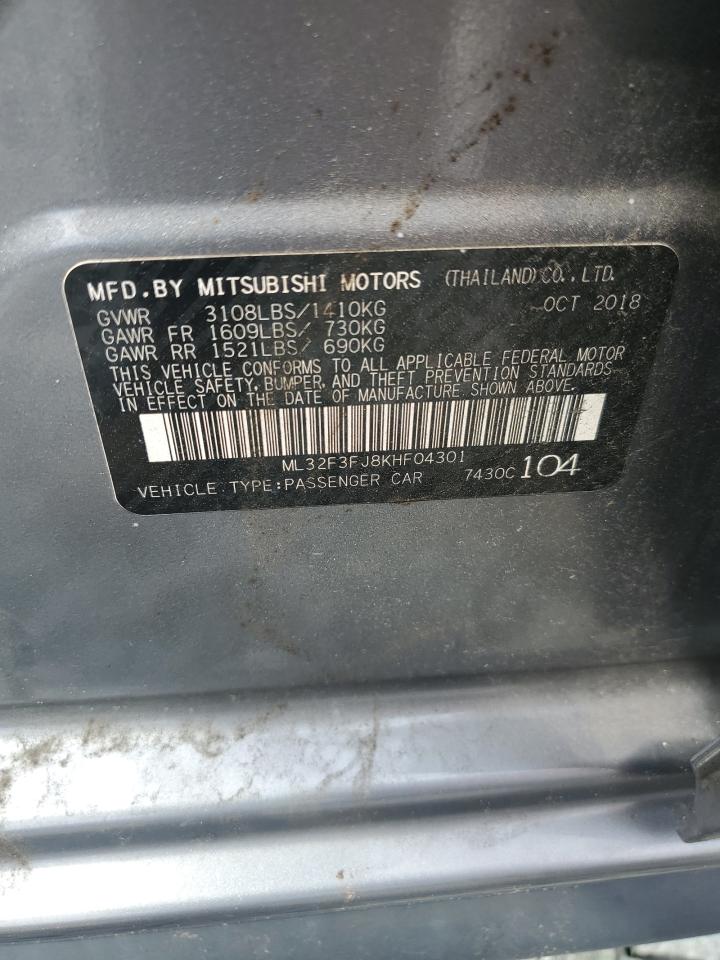 MFD.BY MITSUBISHI MOTORS (THAILAND)CO.,LTD.
GVWR 3108LBS/1410KG OCT 2018
GAWR FR 1609LBS/ 730KG
GAWR RR 1521LBS/ 690KG
THIS VEHICLE CONFORMS TO ALL APPLICABLE FEDERAL MOTOR
VEHICLE SAFETY, BUMPER, AND THEFT PREVENTION STANDARDS
IN EFFECT ON THE DATE OF MANUFACTURE SHOWN ABOVE.
ML32F3FJ8KHF04301
VEHICLE TYPE:PASSENGER CAR 7430C 104